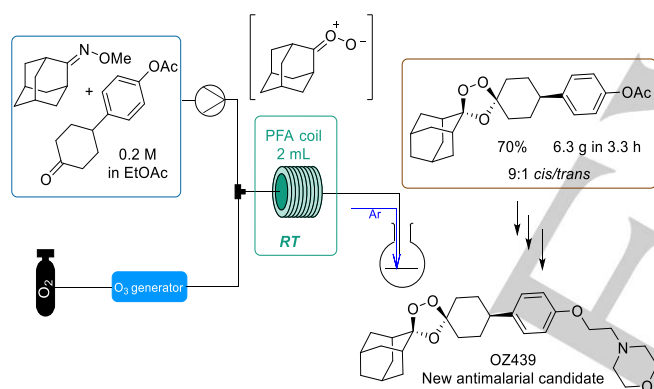 N
OMe
+
OAc
O
0.2 M
in EtOAc
O₂
O₃ generator
O⁺
O⁻
PFA coil
2 mL
RT
Ar
O-O
O
OAc
70% 6.3 g in 3.3 h
9:1 cis/trans
O-O
O
O
N
O
OZ439
New antimalarial candidate